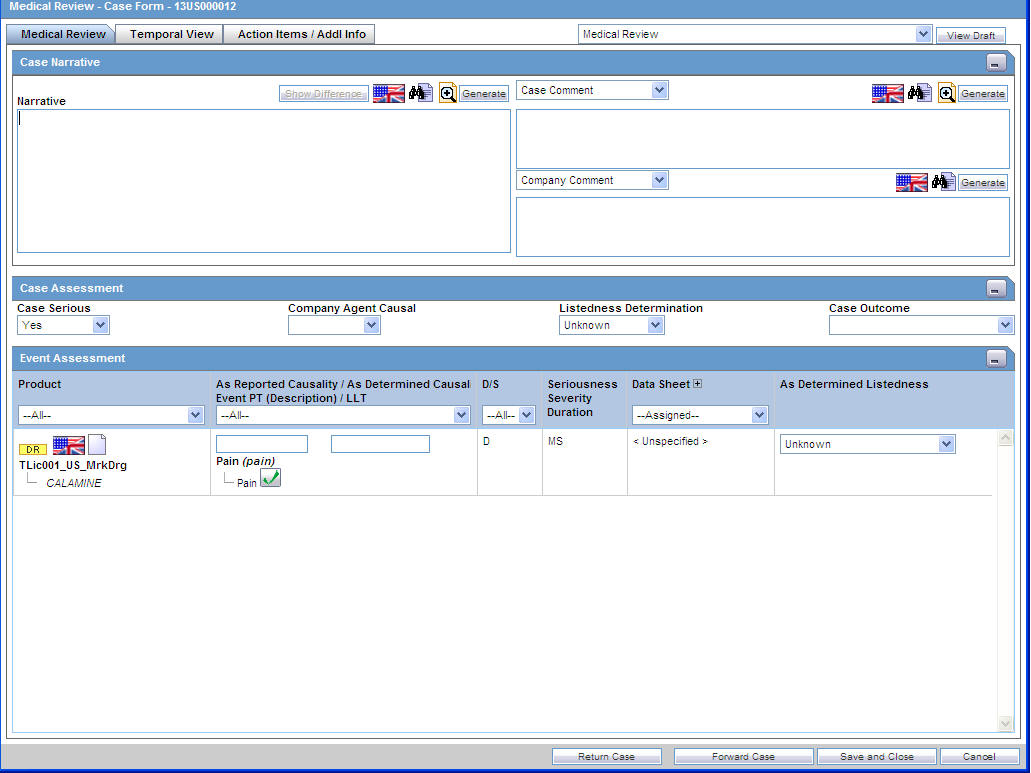 Medical Review - Case Form - 13US000012
Medical Review Temporal View Action Items / Addl Info Medical Review View Draft
Case Narrative
Narrative Show Difference Generate Case Comment Generate
Company Comment Generate
Case Assessment
Case Serious Company Agent Causal Listedness Determination Case Outcome
Yes Unknown
Event Assessment
Product As Reported Causality / As Determined Causal D/S Seriousness Data Sheet As Determined Listedness
Event PT (Description) / LLT Severity
Duration
--All-- --All-- --All-- --Assigned--
DR D MS < Unspecified > Unknown
TLic001_US_MrkDrg Pain (pain)
CALAMINE Pain
Return Case Forward Case Save and Close Cancel